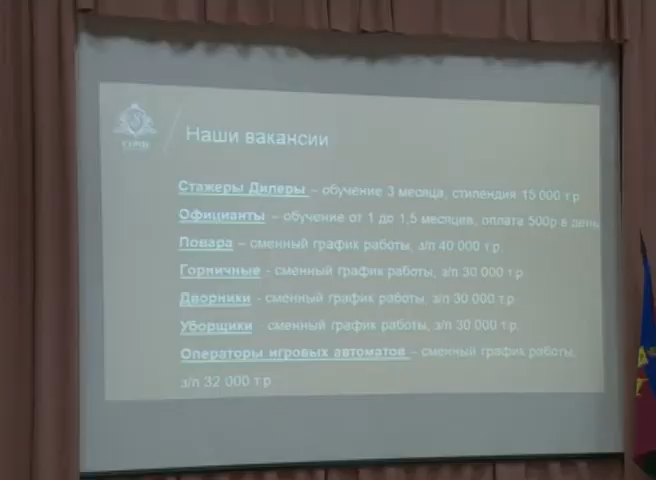 Наши вакансии
Стажеры Дилеры – обучение 3 месяца, стипендия 15 000 т.р
Официанты – обучение от 1 до 1,5 месяцев, оплата 500р в день
Повара – сменный график работы, з/п 40 000 т.р.
Горничные - сменный график работы, з/п 30 000 т.р
Дворники - сменный график работы, з/п 30 000 т.р
Уборщики - сменный график работы, з/п 30 000 т.р.
Операторы игровых автоматов - сменный график работы,
з/п 32 000 т.р